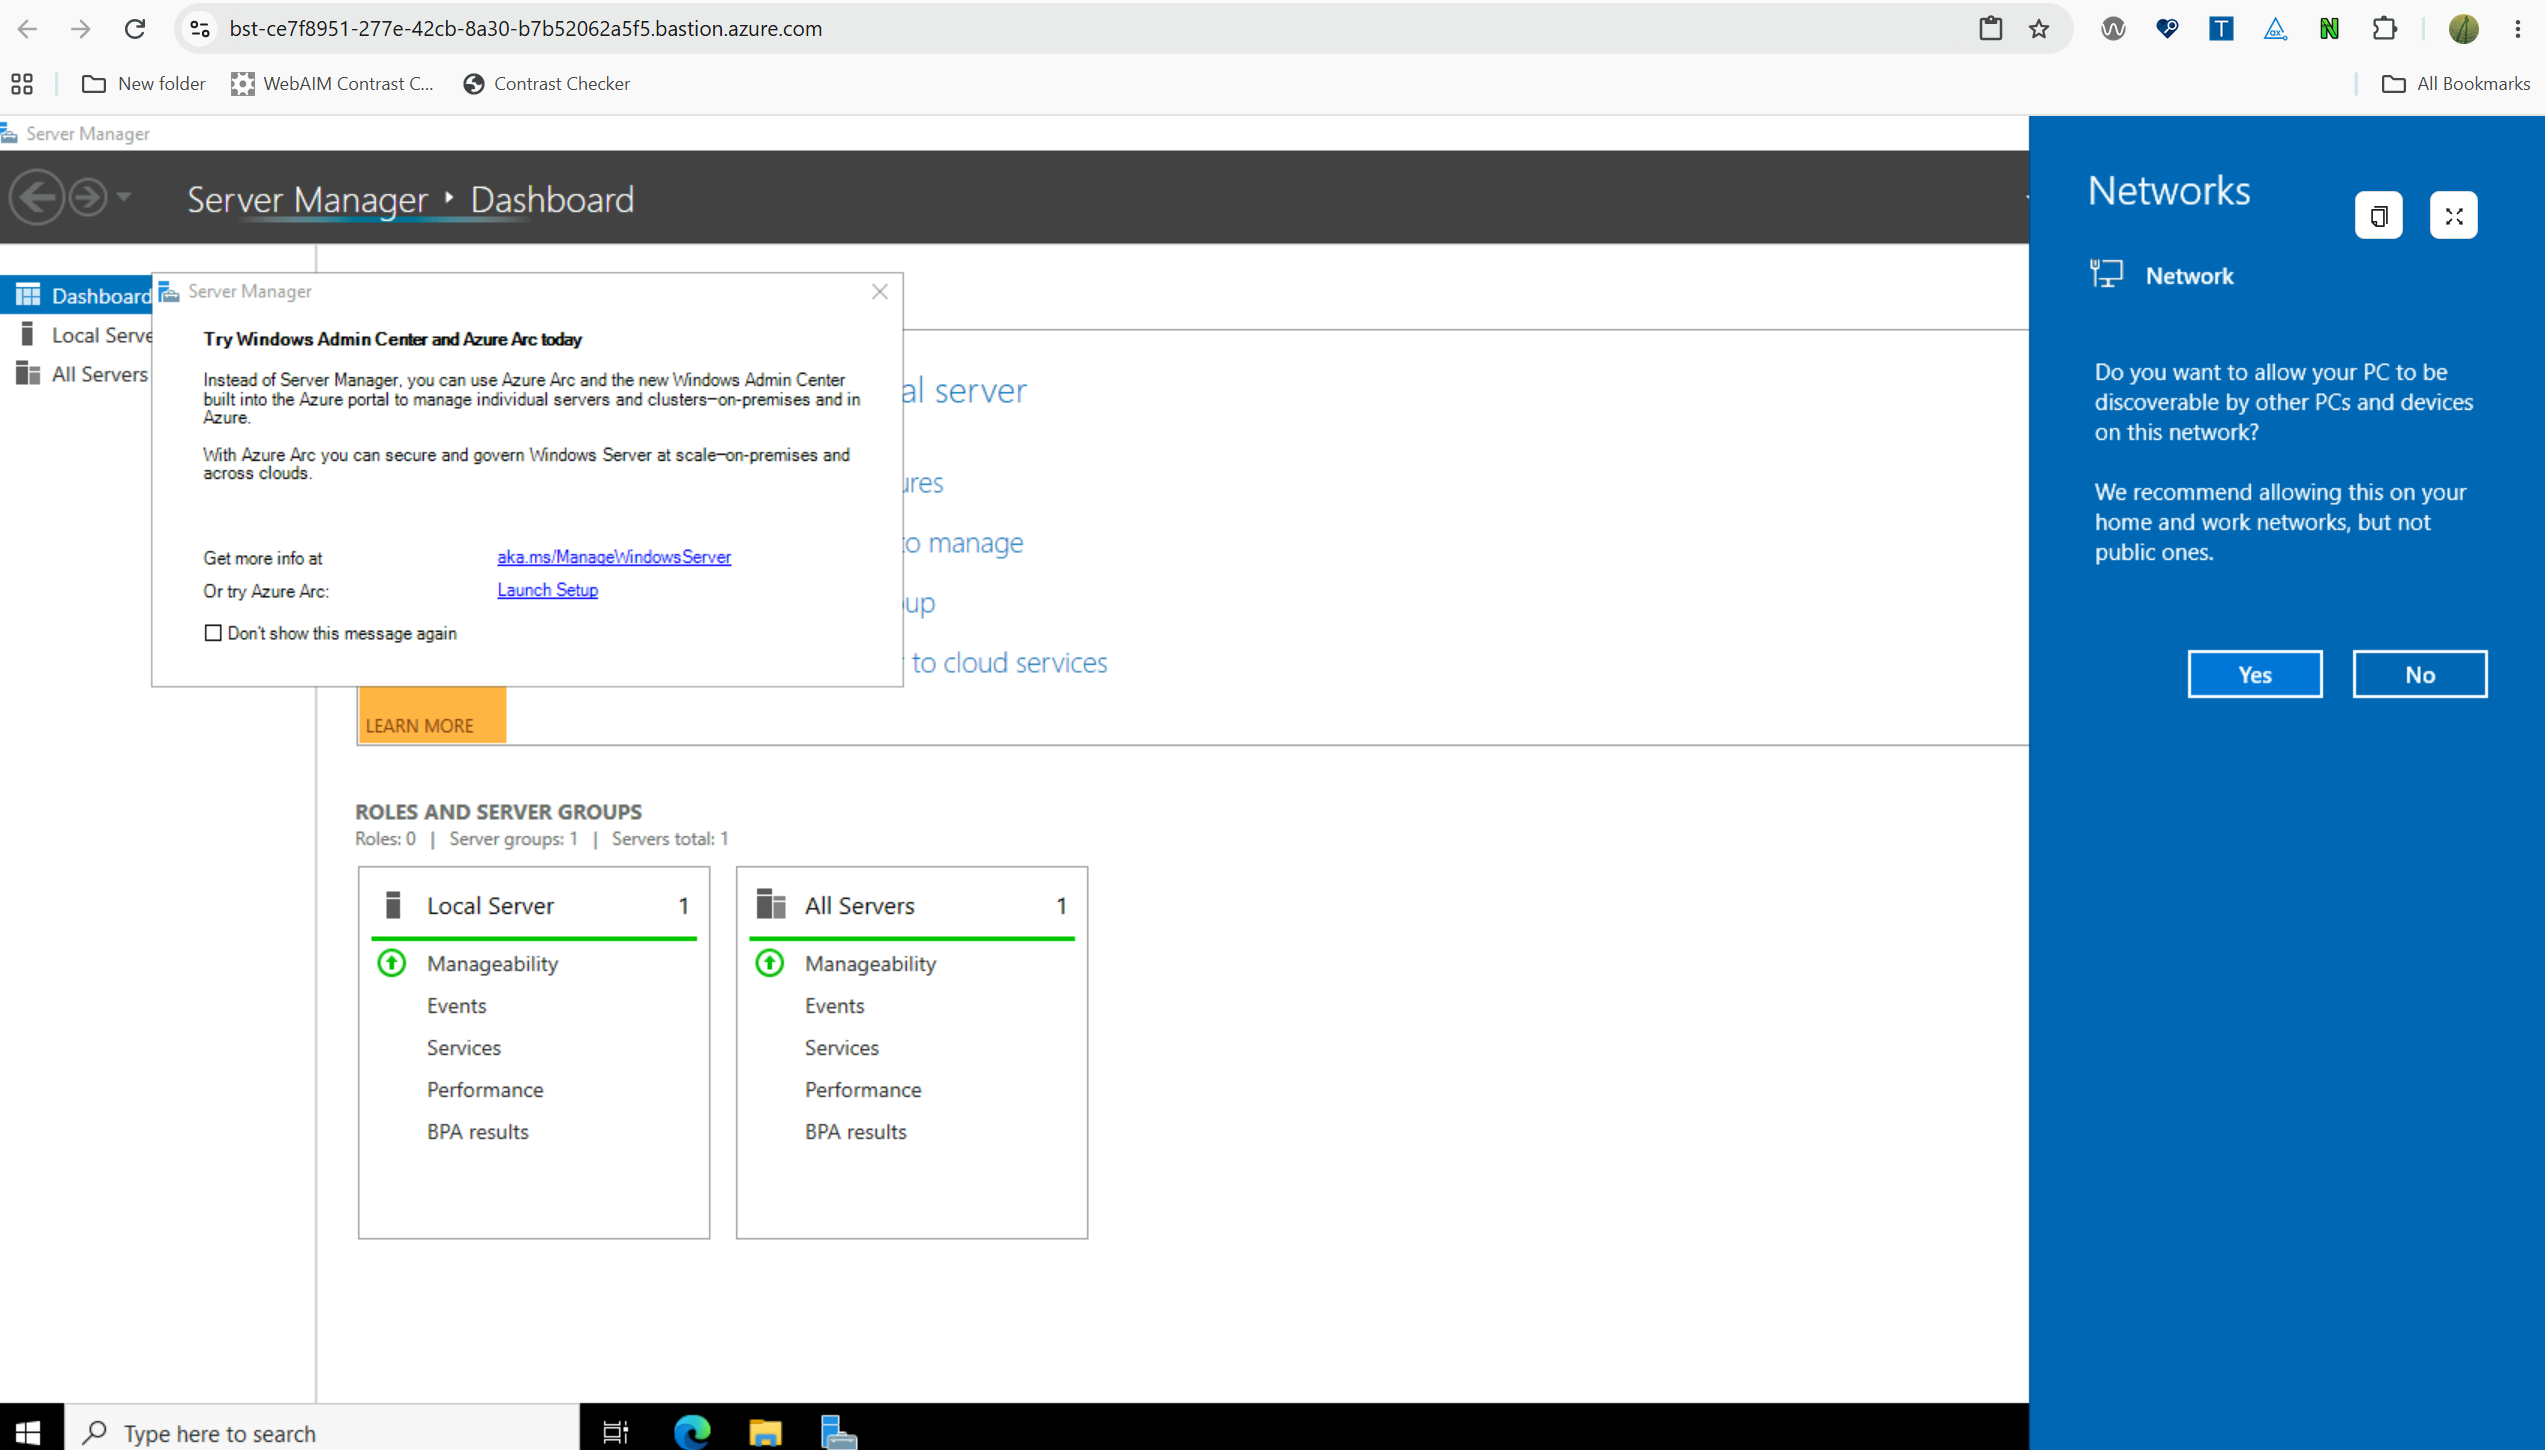 bst-ce7f8951-277e-42cb-8a30-b7b52062a5f5.bastion.azure.com
New folder
WebAIM Contrast C...
Contrast Checker
All Bookmarks
Server Manager
Server Manager
Dashboard
Dashboard
Local Serve
All Servers
Server Manager
Try Windows Admin Center and Azure Arc today
Instead of Server Manager, you can use Azure Arc and the new Windows Admin Center
built into the Azure portal to manage individual servers and clusters—on-premises and in
Azure.
With Azure Arc you can secure and govern Windows Server at scale—on-premises and
across clouds.
Get more info at aka.ms/ManageWindowsServer
Or try Azure Arc: Launch Setup
Don't show this message again
al server
ures
to manage
up
to cloud services
LEARN MORE
ROLES AND SERVER GROUPS
Roles: 0 | Server groups: 1 | Servers total: 1
Local Server 1
Manageability
Events
Services
Performance
BPA results
All Servers 1
Manageability
Events
Services
Performance
BPA results
Networks
Network
Do you want to allow your PC to be
discoverable by other PCs and devices
on this network?
We recommend allowing this on your
home and work networks, but not
public ones.
Yes
No
Type here to search